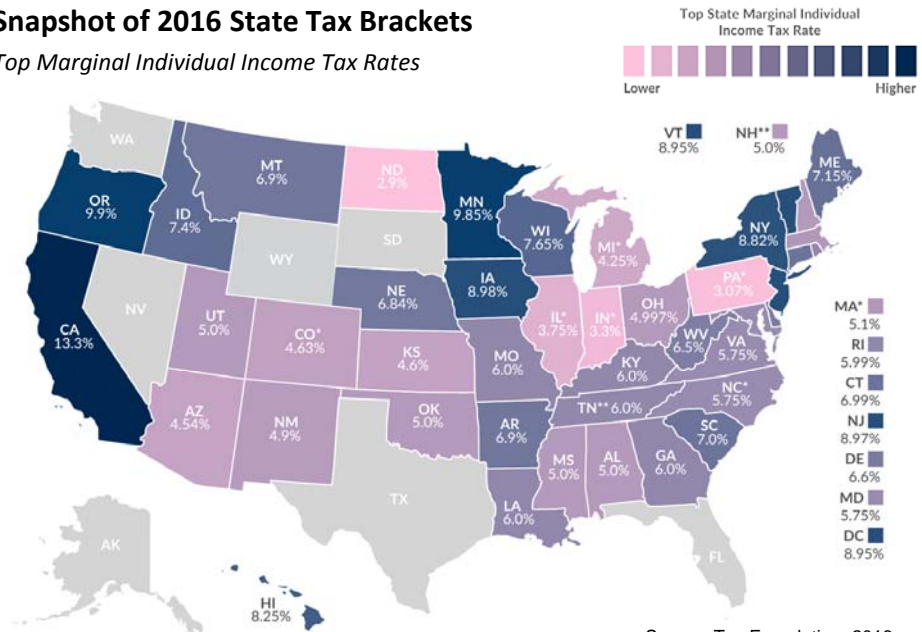 Snapshot of 2016 State Tax Brackets
Top Marginal Individual Income Tax Rates
Top State Marginal Individual
Income Tax Rate
Lower Higher
WA
OR
9.9%
CA
13.3%
NV
ID
7.4%
MT
6.9%
WY
UT
5.0%
AZ
4.54%
CO*
4.63%
NM
4.9%
ND
2.9%
SD
NE
6.84%
KS
4.6%
OK
5.0%
TX
MN
9.85%
IA
8.98%
MO
6.0%
AR
6.9%
LA
6.0%
WI
7.65%
IL*
3.75%
MI*
4.25%
IN*
3.3%
OH
4.997%
KY
6.0%
TN** 6.0%
MS
5.0%
AL
5.0%
GA
6.0%
FL
SC
7.0%
NC*
5.75%
VA
5.75%
WV
6.5%
PA*
3.07%
NY
8.82%
VT
8.95%
NH**
5.0%
ME
7.15%
MA*
5.1%
RI
5.99%
CT
6.99%
NJ
8.97%
DE
6.6%
MD
5.75%
DC
8.95%
AK
HI
8.25%